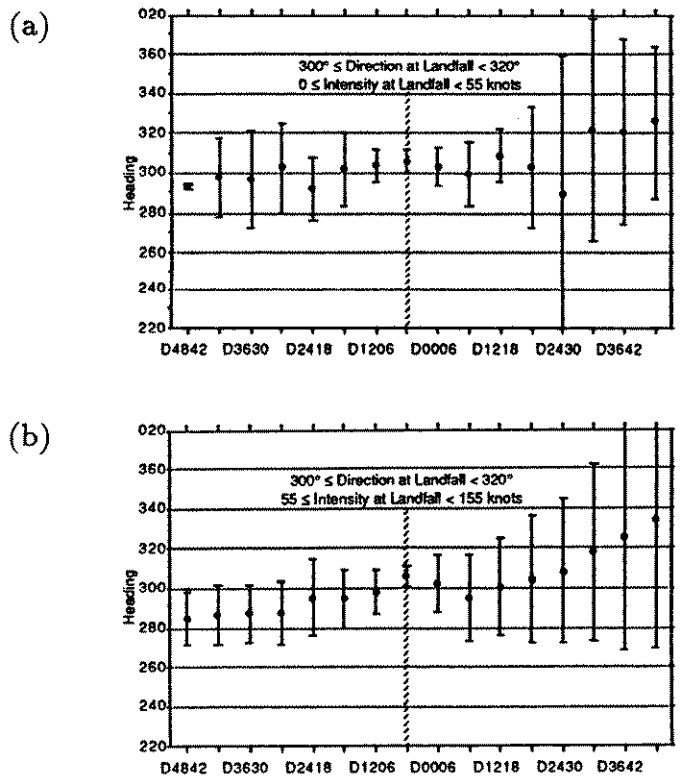 (a)
020
360
340
320
300
280
260
240
220
Heading
300° ≤ Direction at Landfall < 320°
0 ≤ Intensity at Landfall < 55 knots
D4842 D3630 D2418 D1206 D0006 D1218 D2430 D3642
(b)
020
360
340
320
300
280
260
240
220
Heading
300° ≤ Direction at Landfall < 320°
55 ≤ Intensity at Landfall < 155 knots
D4842 D3630 D2418 D1206 D0006 D1218 D2430 D3642